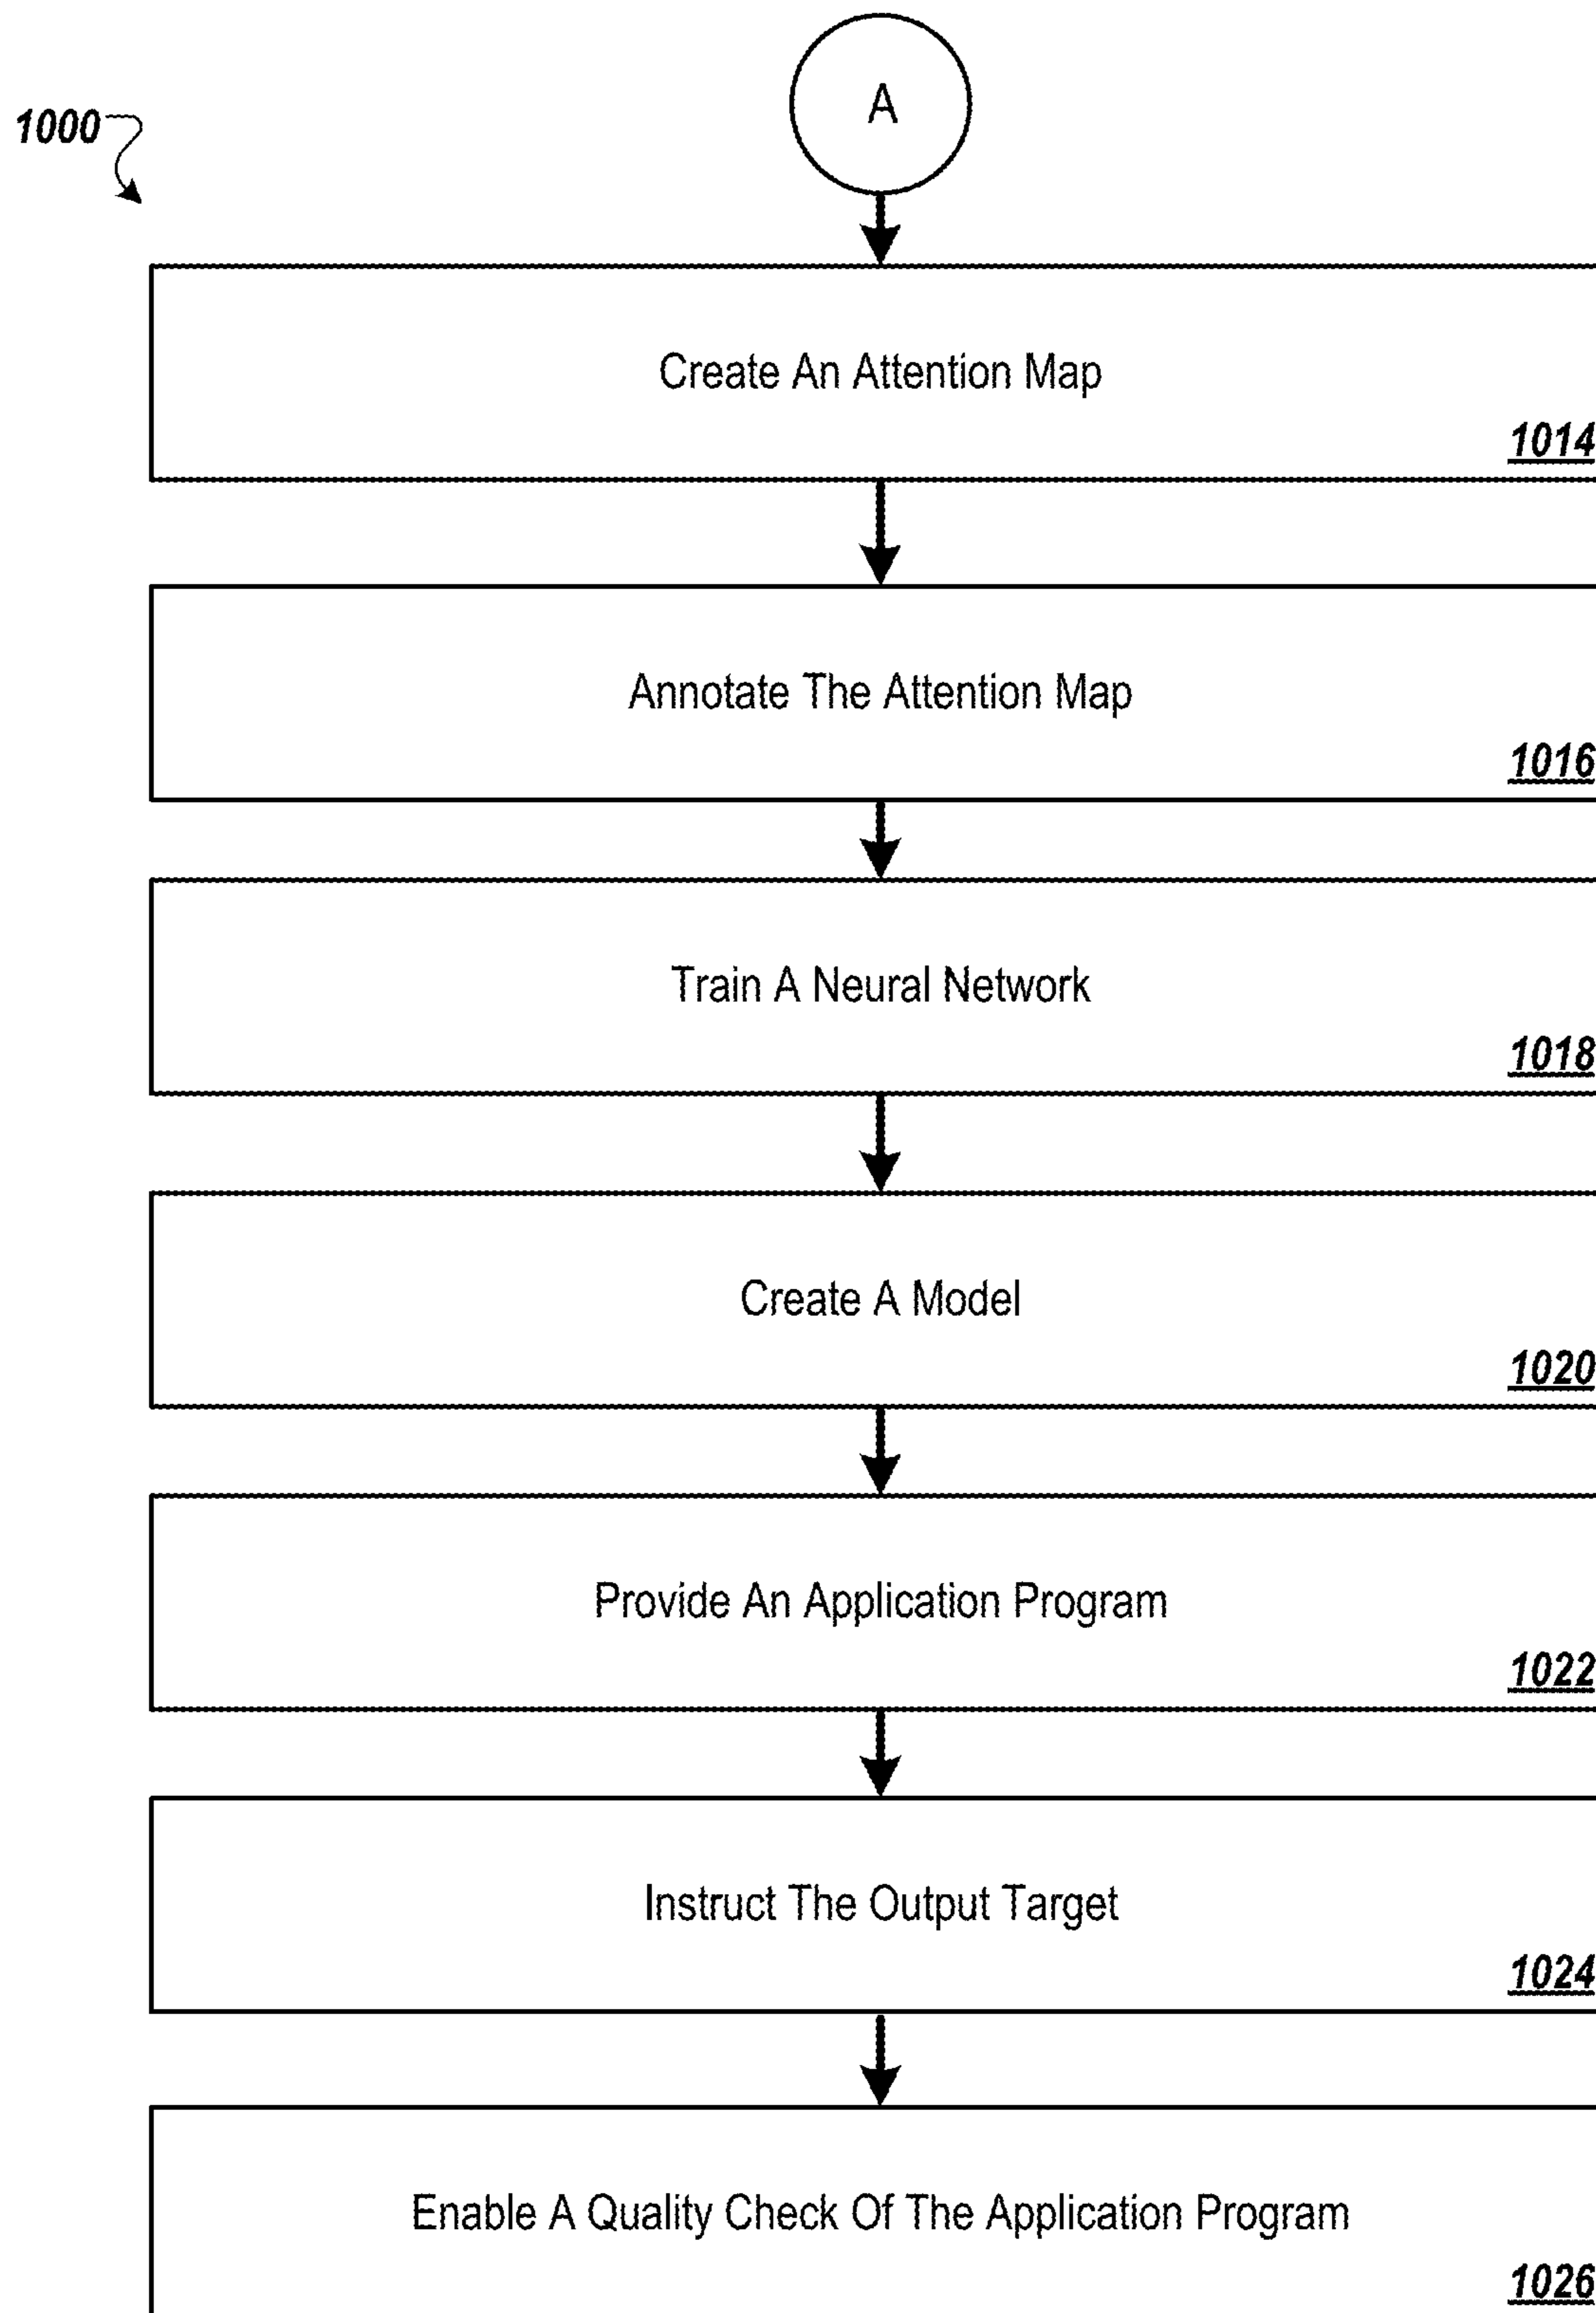 A
1000
Create An Attention Map
1014
Annotate The Attention Map
1016
Train A Neural Network
1018
Create A Model
1020
Provide An Application Program
1022
Instruct The Output Target
1024
Enable A Quality Check Of The Application Program
1026